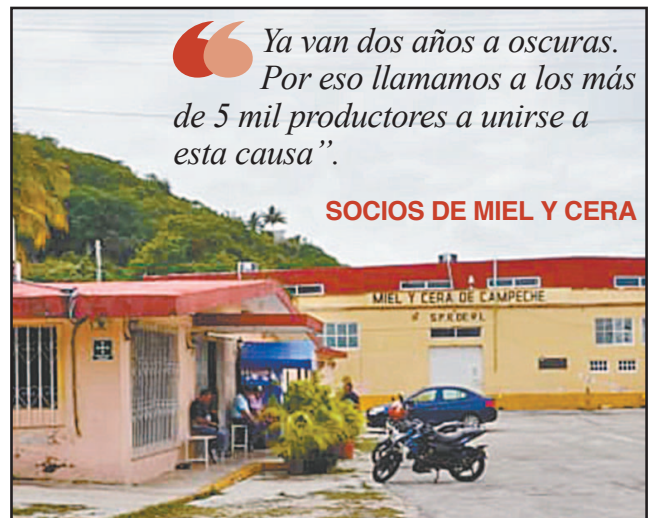 Ya van dos años a oscuras.
Por eso llamamos a los más
de 5 mil productores a unirse a
esta causa”.
SOCIOS DE MIEL Y CERA
MIEL Y CERA DE CAMPECHE
S.P.R. DE R.L.